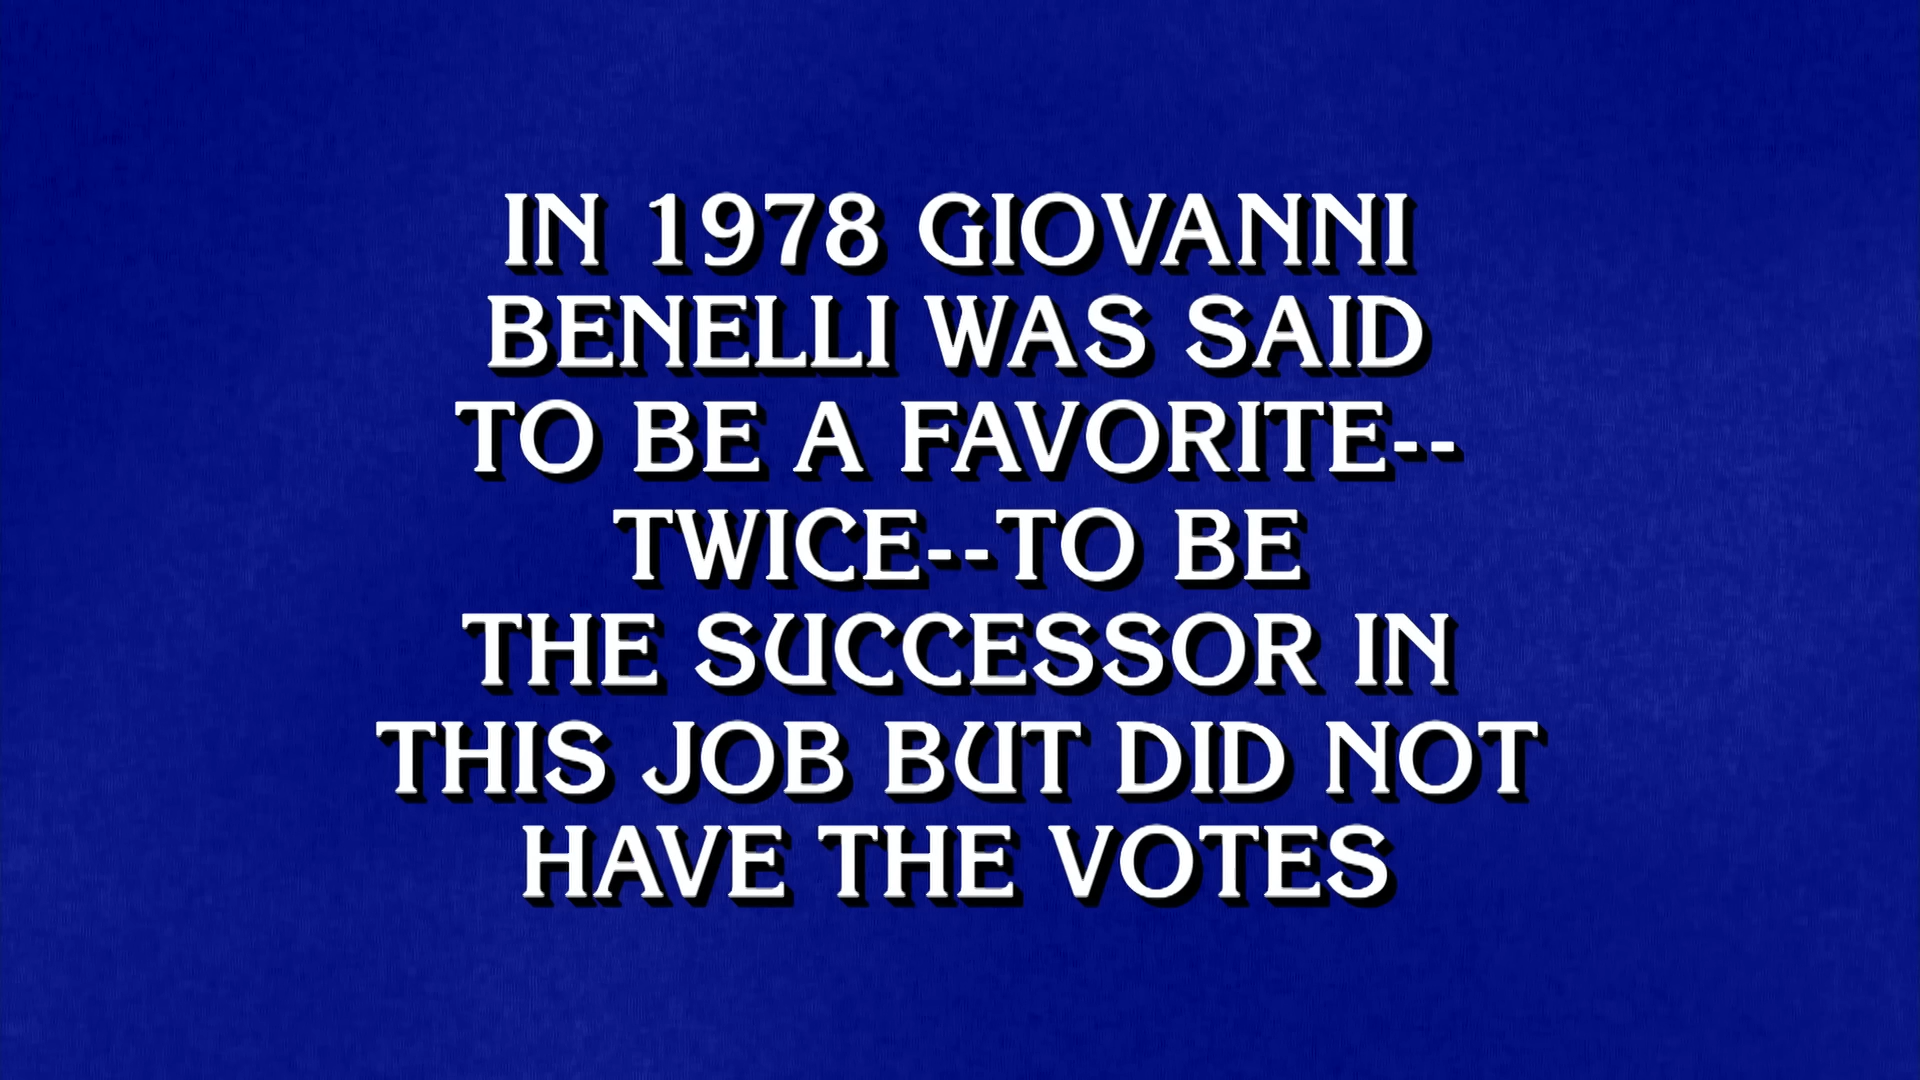 IN 1978 GIOVANNI
BENELLI WAS SAID
TO BE A FAVORITE--
TWICE--TO BE
THE SUCCESSOR IN
THIS JOB BUT DID NOT
HAVE THE VOTES